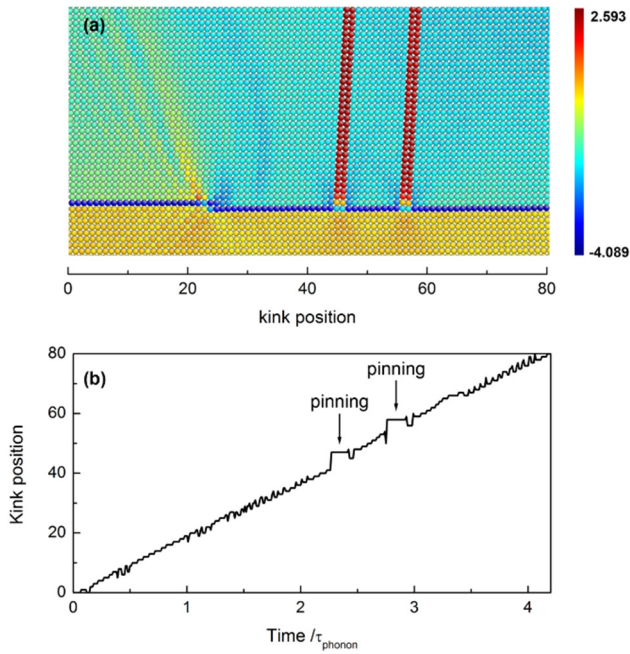 (a)
2.593
-4.089
0 20 40 60 80
kink position
(b)
80
60
40
20
0
Kink position
pinning
pinning
0 1 2 3 4
Time /τphonon